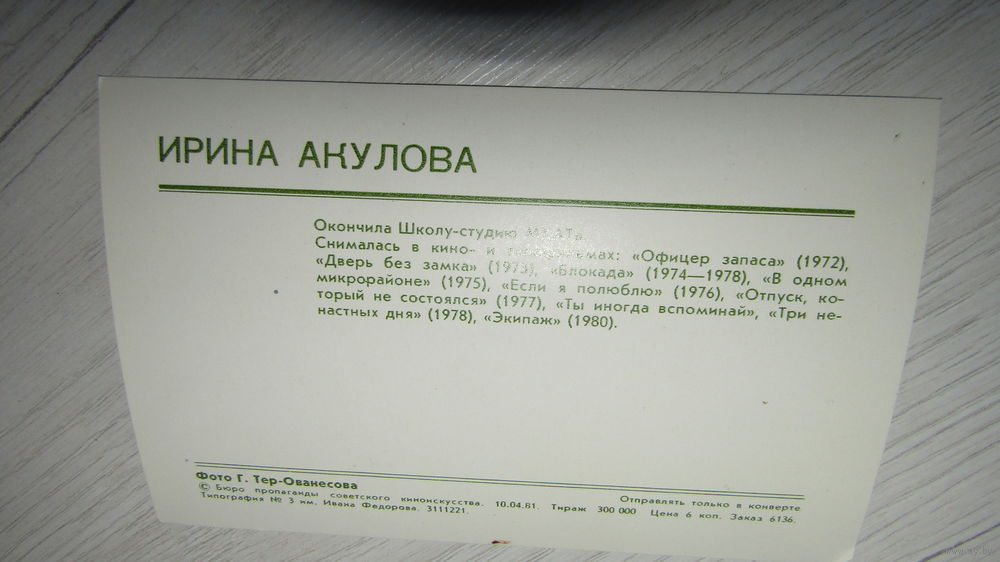 ИРИНА АКУЛОВА
Окончила Школу-студию
Снималась в кино- и телефильмах: «Офицер запаса» (1972),
«Дверь без замка» (1973), «Блокада» (1974—1978), «В одном
микрорайоне» (1975), «Если я полюблю» (1976), «Отпуск, ко-
торый не состоялся» (1977), «Ты иногда вспоминай», «Три не-
настных дня» (1978), «Экипаж» (1980).
Фото Г. Тер-Ованесова
Отправлять только в конверте
© Бюро пропаганды советского киноискусства. 10.04.81. Тираж 300 000 Цена 6 коп. Заказ 6136.
Типография № 3 им. Ивана Федорова. 3111221.